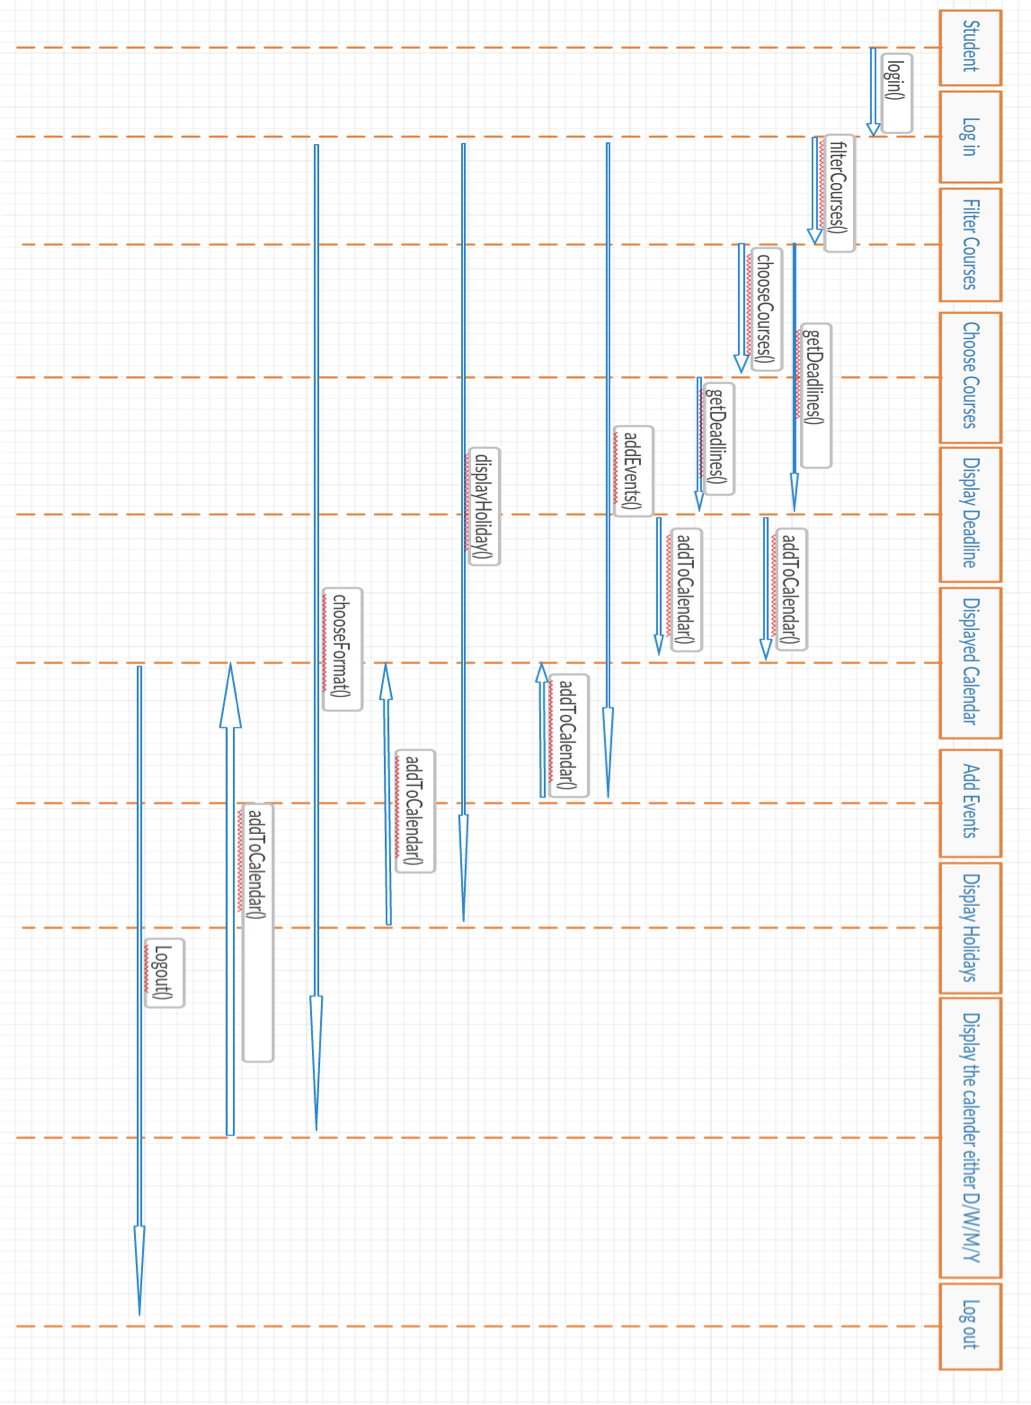 Student
Log in
Filter Courses
Choose Courses
Display Deadline
Displayed Calendar
Add Events
Display Holidays
Display the calender either D/W/M/Y
Log out
login()
filterCourses()
getDeadlines()
addToCalendar()
chooseCourses()
getDeadlines()
addToCalendar()
addEvents()
addToCalendar()
displayHoliday()
addToCalendar()
chooseFormat()
addToCalendar()
Logout()